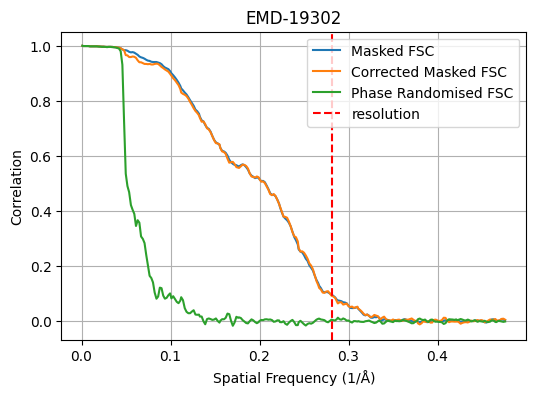 EMD-19302
Masked FSC
Corrected Masked FSC
Phase Randomised FSC
resolution
Correlation
1.0
0.8
0.6
0.4
0.2
0.0
0.0 0.1 0.2 0.3 0.4
Spatial Frequency (1/Å)